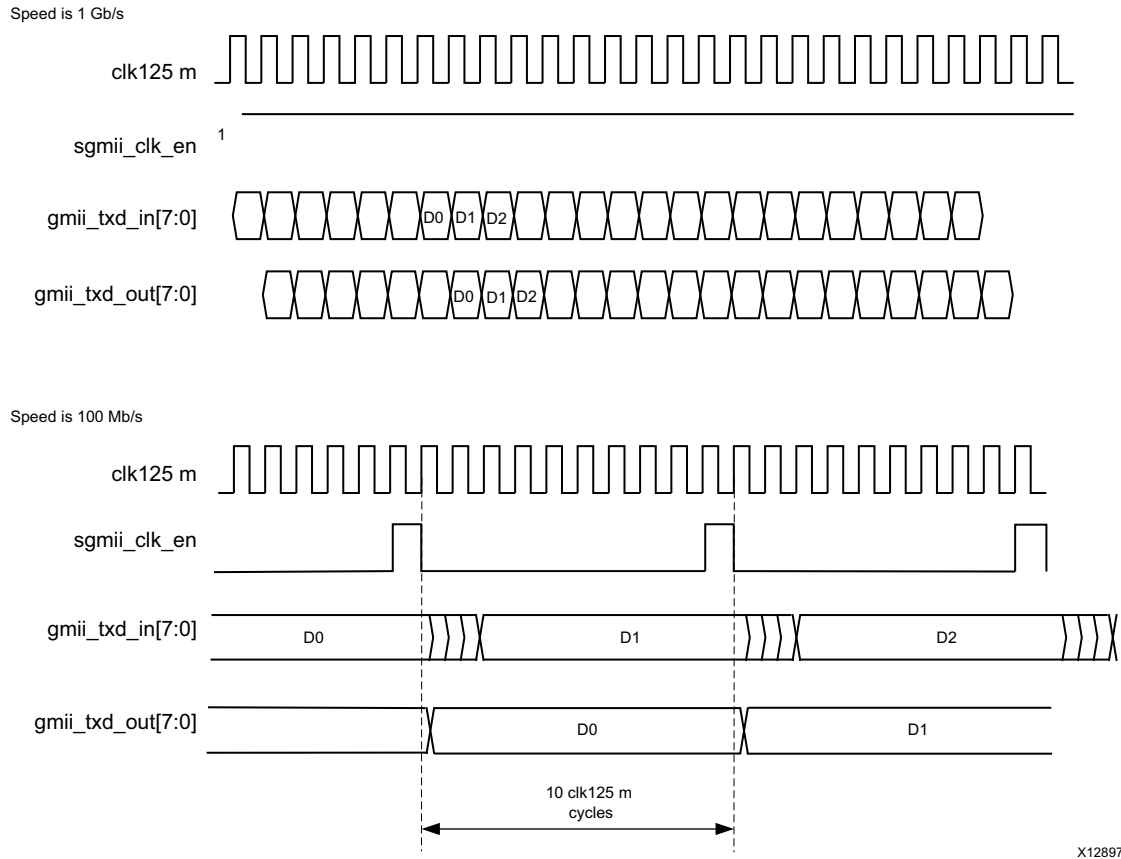 Speed is 1 Gb/s
clk125 m
sgmii_clk_en
1
gmii_txd_in[7:0]
D0 D1 D2
gmii_txd_out[7:0]
D0 D1 D2
Speed is 100 Mb/s
clk125 m
sgmii_clk_en
gmii_txd_in[7:0]
D0 D1 D2
gmii_txd_out[7:0]
D0 D1
10 clk125 m
cycles
X12897